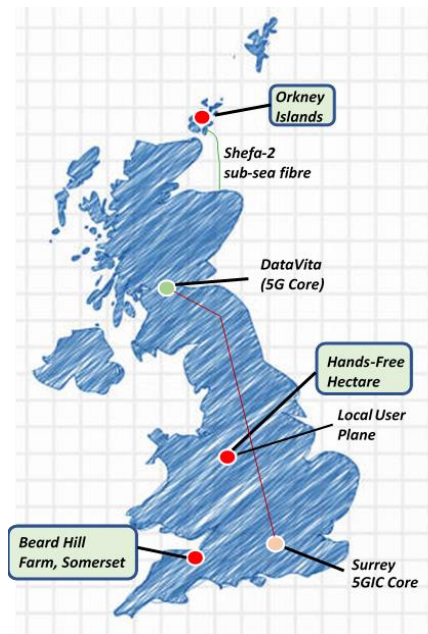 Orkney
Islands
Shefa-2
sub-sea fibre
DataVita
(5G Core)
Hands-Free
Hectare
Local User
Plane
Beard Hill
Farm, Somerset
Surrey
5GIC Core